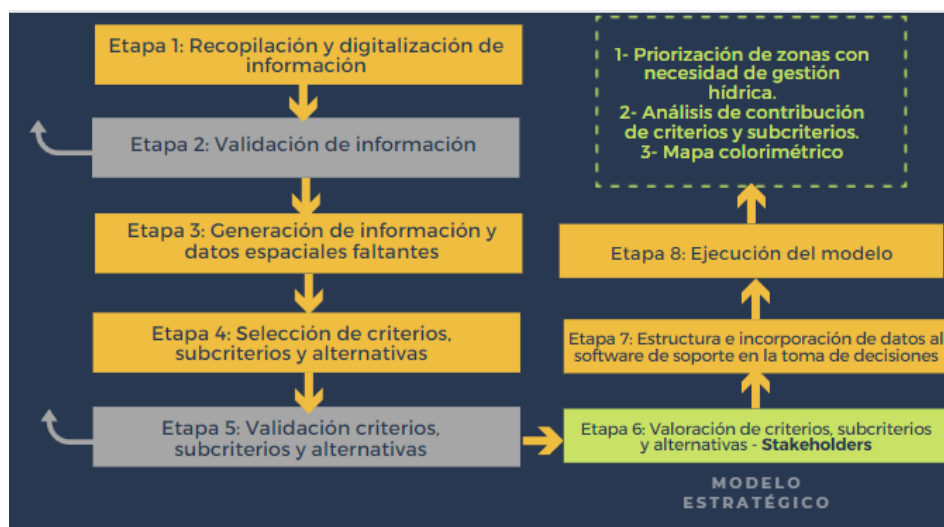 Etapa 1: Recopilación y digitalización de
información
Etapa 2: Validación de información
Etapa 3: Generación de información y
datos espaciales faltantes
Etapa 4: Selección de criterios,
subcriterios y alternativas
Etapa 5: Validación criterios,
subcriterios y alternativas
Etapa 6: Valoración de criterios, subcriterios
y alternativas - Stakeholders
Etapa 7: Estructura e incorporación de datos al
software de soporte en la toma de decisiones
Etapa 8: Ejecución del modelo
1- Priorización de zonas con
necesidad de gestión
hídrica.
2- Análisis de contribución
de criterios y subcriterios.
3- Mapa colorimétrico
MODELO
ESTRATÉGICO